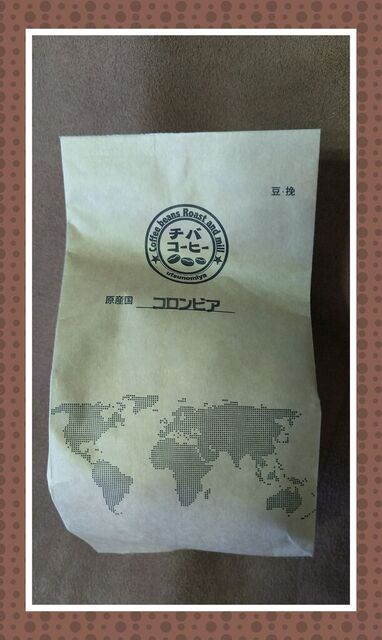 豆・挽
Coffee beans Roast and mill
チバ
コーヒー
utsunomiya
原産国 コロンビア